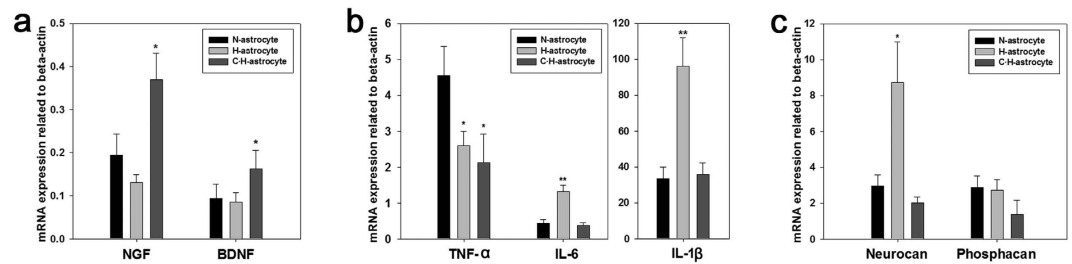 a
mRNA expression related to beta-actin
0.5
0.4
0.3
0.2
0.1
0.0
N-astrocyte
H-astrocyte
C-H-astrocyte
*
*
NGF
BDNF
b
mRNA expression related to beta-actin
6
5
4
3
2
1
0
N-astrocyte
H-astrocyte
C·H-astrocyte
*
*
**
TNF-α
IL-6
120
100
80
60
40
20
0
**
IL-1β
c
mRNA expression related to beta-actin
12
10
8
6
4
2
0
N-astrocyte
H-astrocyte
C-H-astrocyte
*
Neurocan
Phosphacan